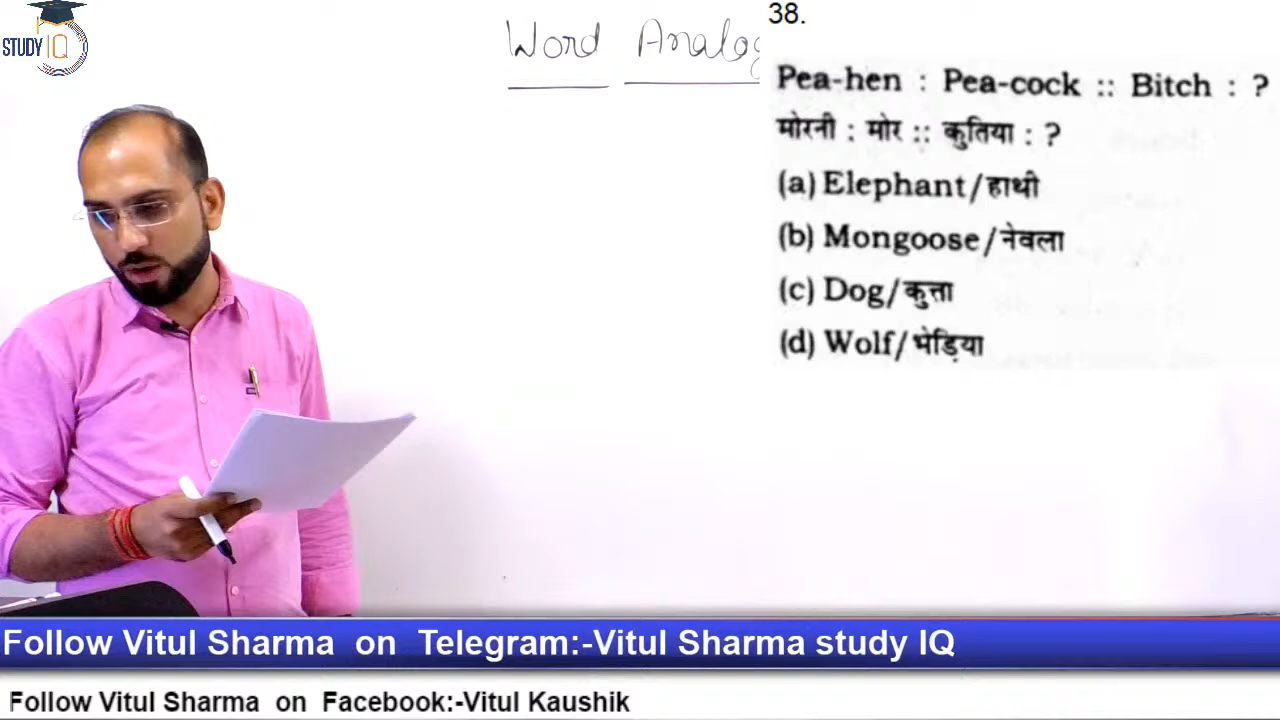 STUDY IQ
Word Analog
38.
Pea-hen : Pea-cock :: Bitch : ?
मोरनी : मोर :: कुतिया : ?
(a) Elephant/हाथी
(b) Mongoose/नेवला
(c) Dog/कुत्ता
(d) Wolf/भेड़िया
Follow Vitul Sharma on Telegram:-Vitul Sharma study IQ
Follow Vitul Sharma on Facebook:-Vitul Kaushik